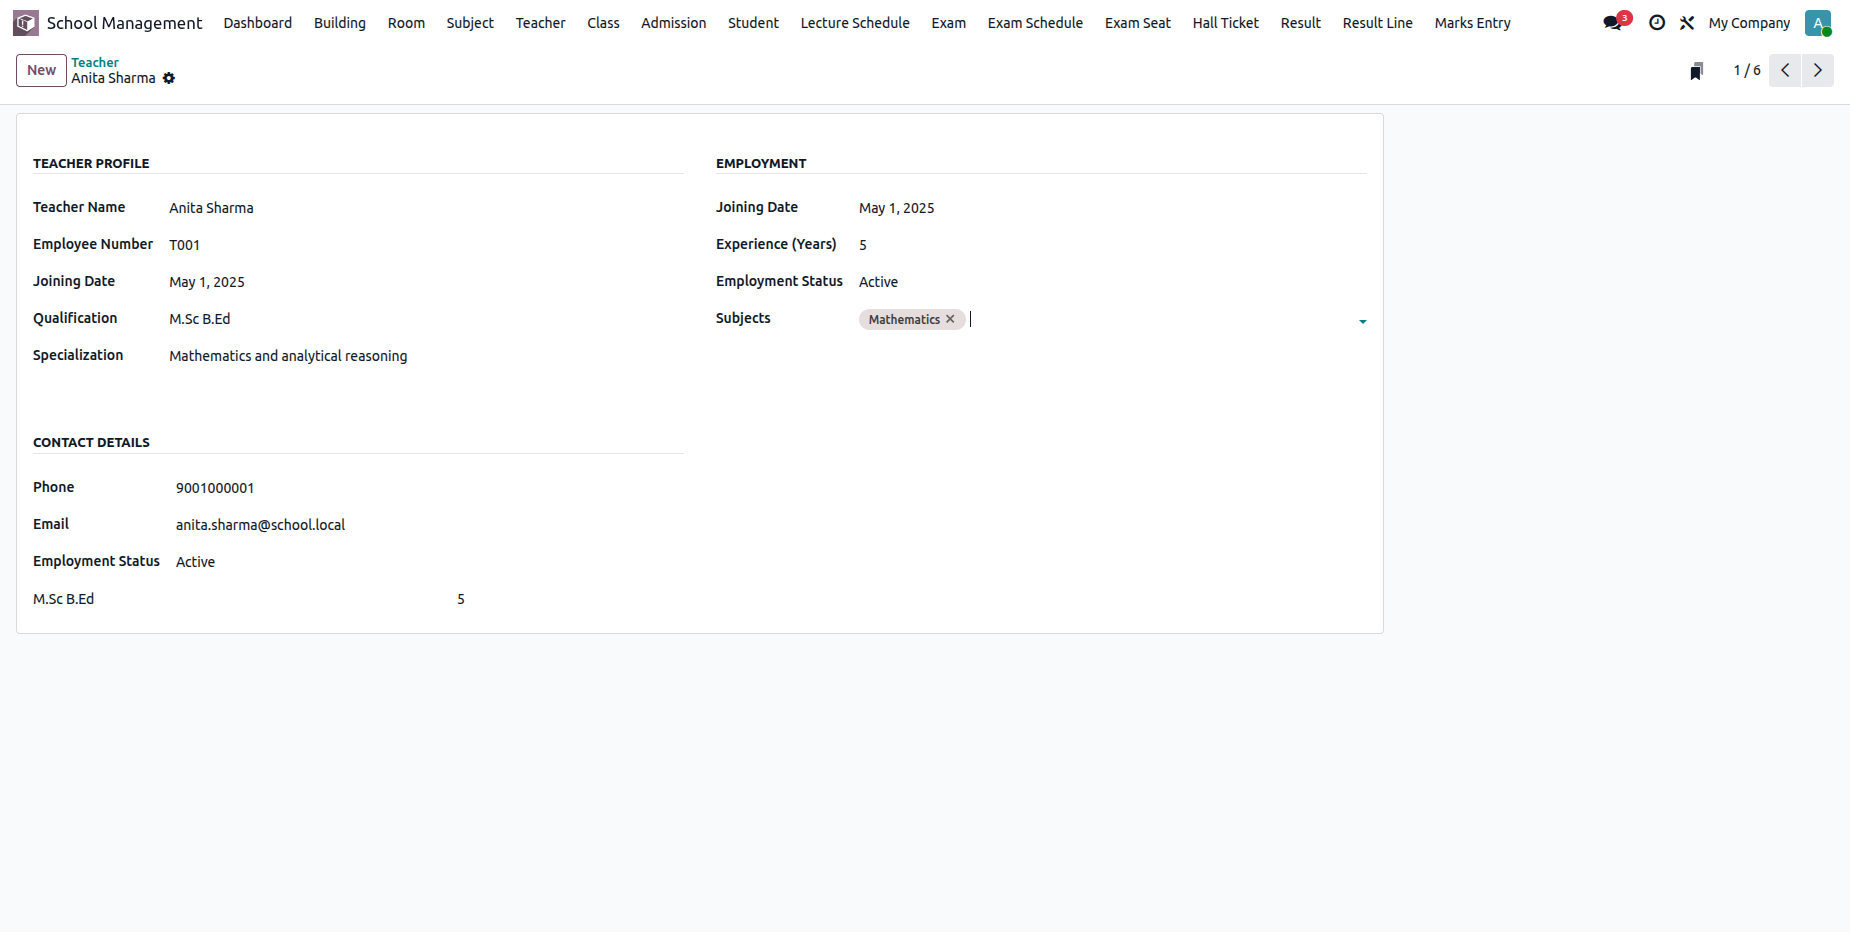 School Management Dashboard Building Room Subject Teacher Class Admission Student Lecture Schedule Exam Exam Schedule Exam Seat Hall Ticket Result Result Line Marks Entry 3 My Company A
New Teacher 1 / 6
Anita Sharma
TEACHER PROFILE
Teacher Name Anita Sharma
Employee Number T001
Joining Date May 1, 2025
Qualification M.Sc B.Ed
Specialization Mathematics and analytical reasoning
EMPLOYMENT
Joining Date May 1, 2025
Experience (Years) 5
Employment Status Active
Subjects Mathematics
CONTACT DETAILS
Phone 9001000001
Email anita.sharma@school.local
Employment Status Active
M.Sc B.Ed 5